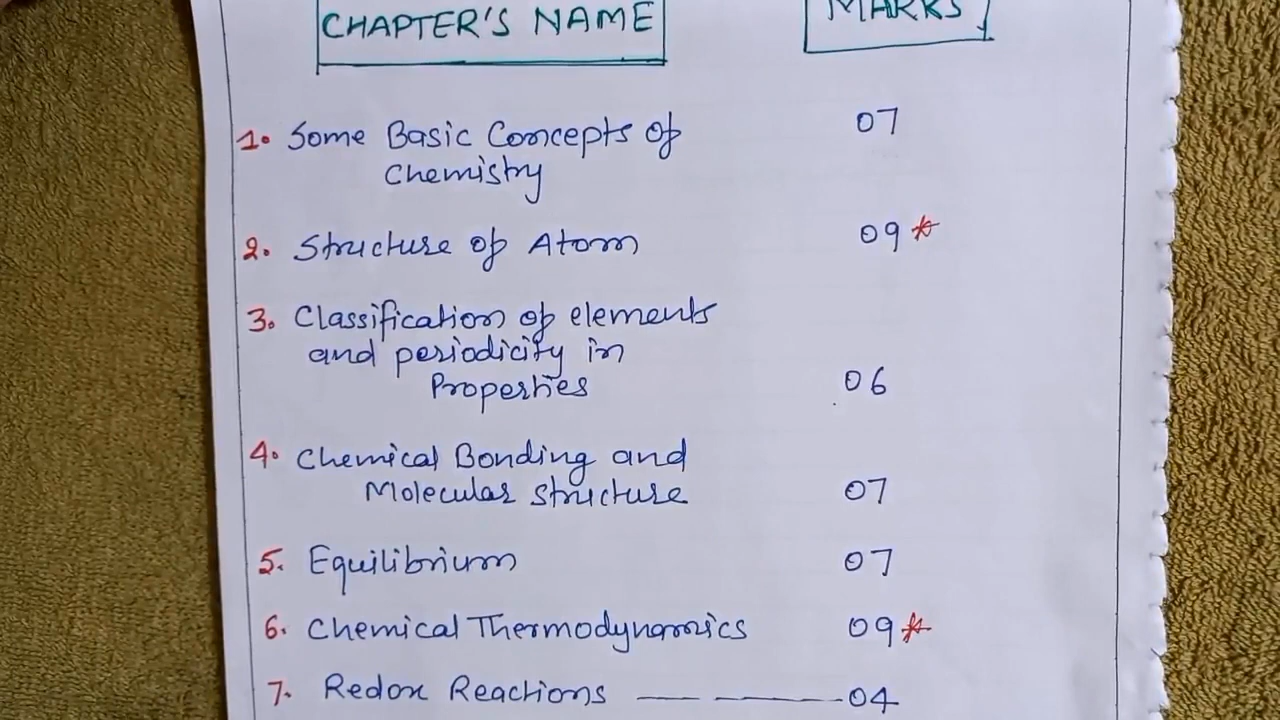 CHAPTER'S NAME MARKS
1. Some Basic Concepts of 07
Chemistry
2. Structure of Atom 09*
3. Classification of elements
and periodicity in
Properties 06
4. Chemical Bonding and
Molecular structure 07
5. Equilibrium 07
6. Chemical Thermodynamics 09*
7. Redox Reactions — — 04